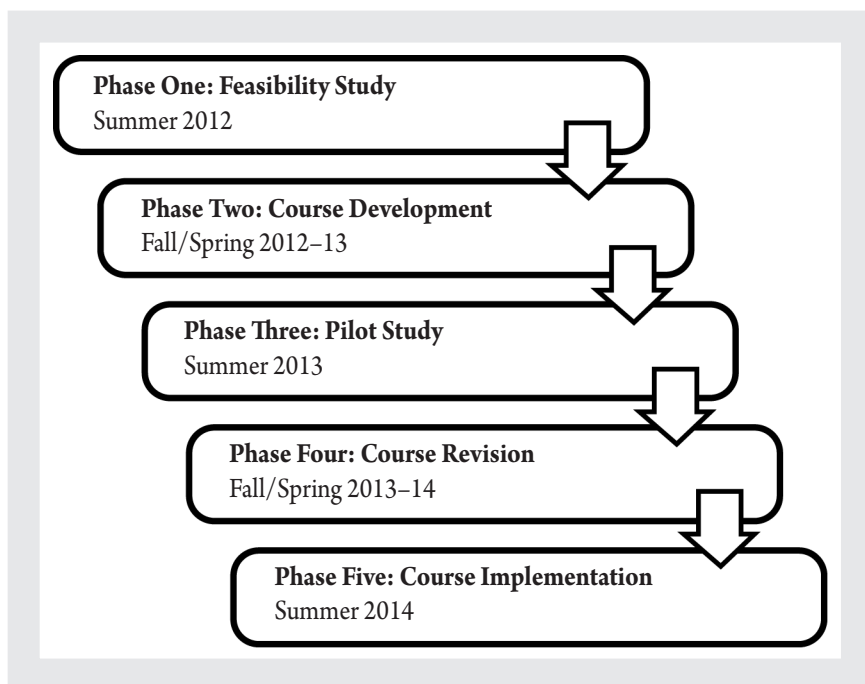 Phase One: Feasibility Study
Summer 2012
Phase Two: Course Development
Fall/Spring 2012–13
Phase Three: Pilot Study
Summer 2013
Phase Four: Course Revision
Fall/Spring 2013–14
Phase Five: Course Implementation
Summer 2014